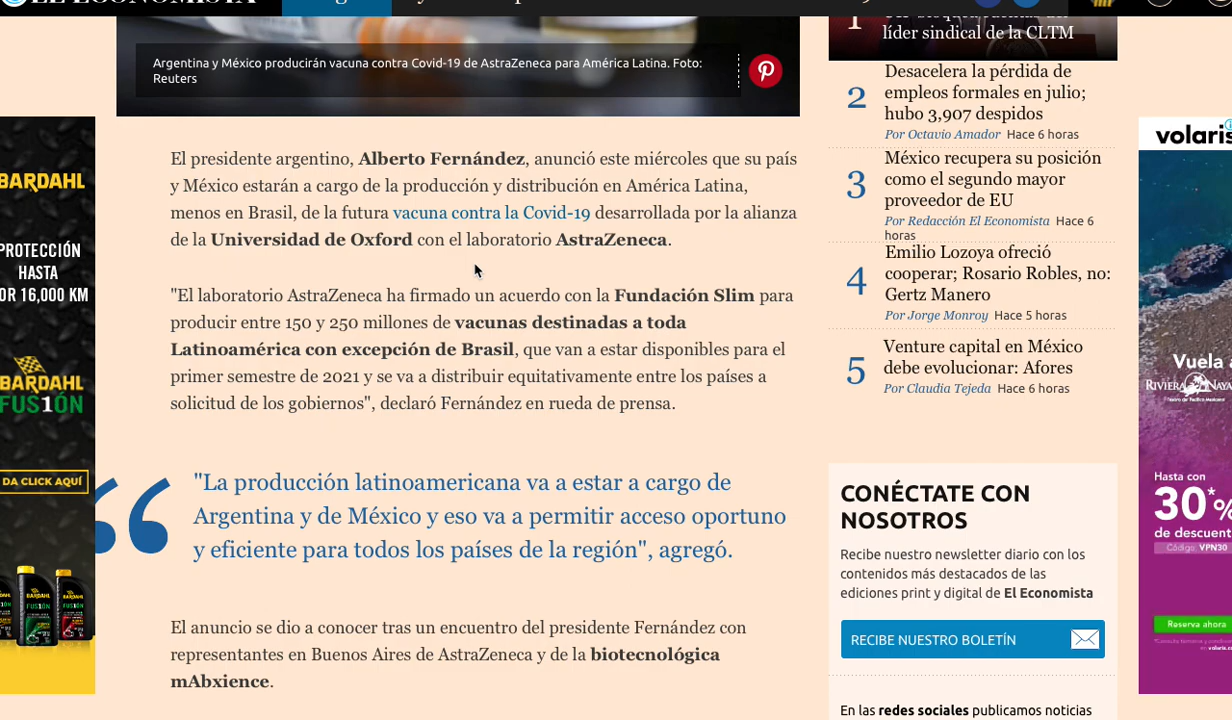 EL ECONOMISTA
Argentina y México producirán vacuna contra Covid-19 de AstraZeneca para América Latina. Foto:
Reuters
El presidente argentino, Alberto Fernández, anunció este miércoles que su país
y México estarán a cargo de la producción y distribución en América Latina,
menos en Brasil, de la futura vacuna contra la Covid-19 desarrollada por la alianza
de la Universidad de Oxford con el laboratorio AstraZeneca.
"El laboratorio AstraZeneca ha firmado un acuerdo con la Fundación Slim para
producir entre 150 y 250 millones de vacunas destinadas a toda
Latinoamérica con excepción de Brasil, que van a estar disponibles para el
primer semestre de 2021 y se va a distribuir equitativamente entre los países a
solicitud de los gobiernos", declaró Fernández en rueda de prensa.
"La producción latinoamericana va a estar a cargo de
Argentina y de México y eso va a permitir acceso oportuno
y eficiente para todos los países de la región", agregó.
El anuncio se dio a conocer tras un encuentro del presidente Fernández con
representantes en Buenos Aires de AstraZeneca y de la biotecnológica
mAbxience.
1
líder sindical de la CLTM
2
Desacelera la pérdida de
empleos formales en julio;
hubo 3,907 despidos
Por Octavio Amador Hace 6 horas
3
México recupera su posición
como el segundo mayor
proveedor de EU
Por Redacción El Economista Hace 6
horas
4
Emilio Lozoya ofreció
cooperar; Rosario Robles, no:
Gertz Manero
Por Jorge Monroy Hace 5 horas
5
Venture capital en México
debe evolucionar: Afores
Por Claudia Tejeda Hace 6 horas
CONÉCTATE CON
NOSOTROS
Recibe nuestro newsletter diario con los
contenidos más destacados de las
ediciones print y digital de El Economista
RECIBE NUESTRO BOLETÍN
En las redes sociales publicamos noticias
BARDAHL
PROTECCIÓN
HASTA
OR 16,000 KM
BARDAHL
FUS1ÓN
DA CLICK AQUÍ
volaris
Vuela a
RIVIERA NAYA
Hasta con
30*%
de descuent
Código: VPN30
Reserva ahora